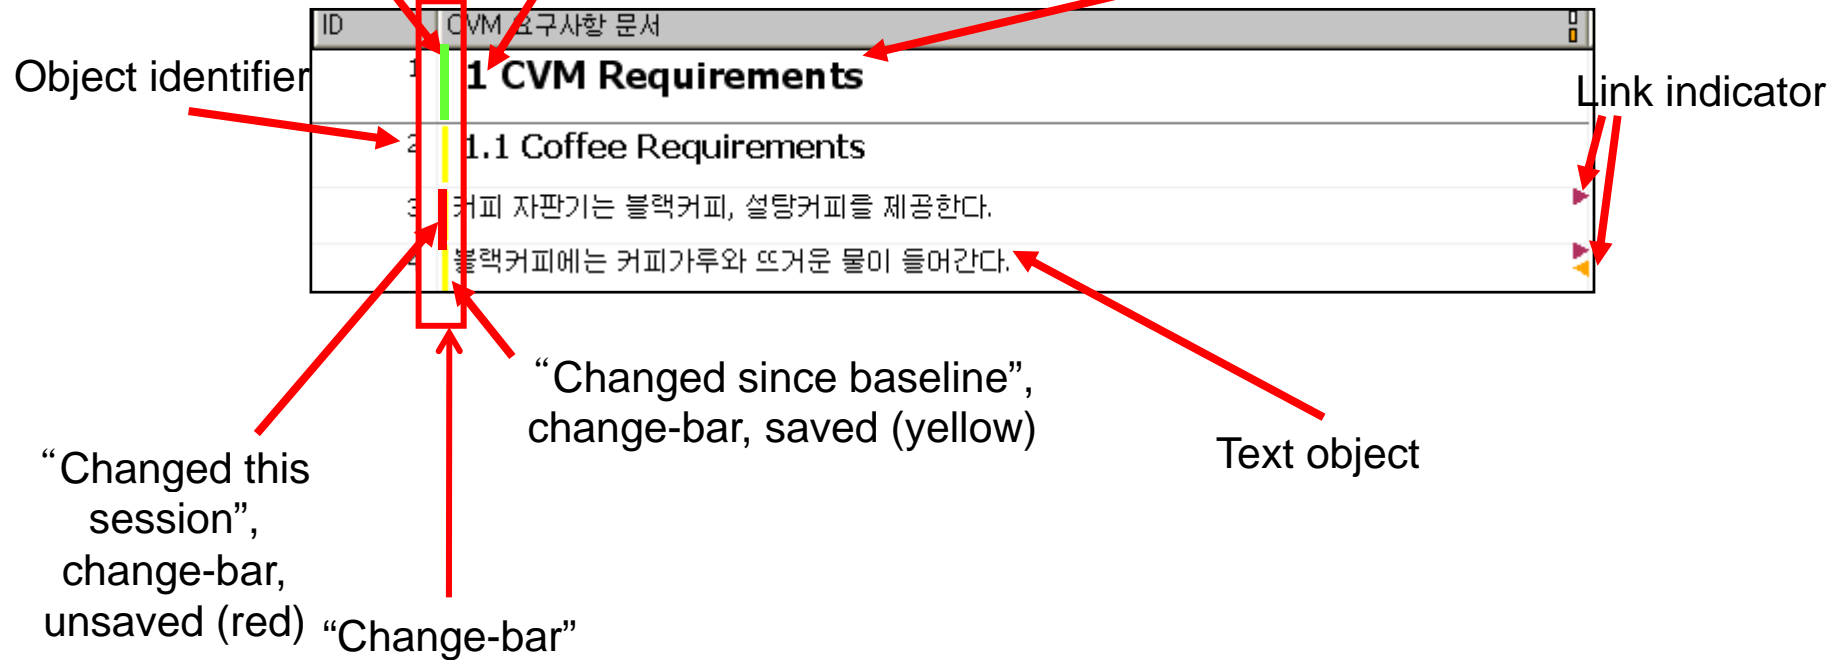 ID CVM 요구사항 문서
Object identifier
1 1 CVM Requirements
Link indicator
2 1.1 Coffee Requirements
3 커피 자판기는 블랙커피, 설탕커피를 제공한다.
4 블랙커피에는 커피가루와 뜨거운 물이 들어간다.
“Changed since baseline”,
change-bar, saved (yellow)
Text object
“Changed this
session”,
change-bar,
unsaved (red)
“Change-bar”